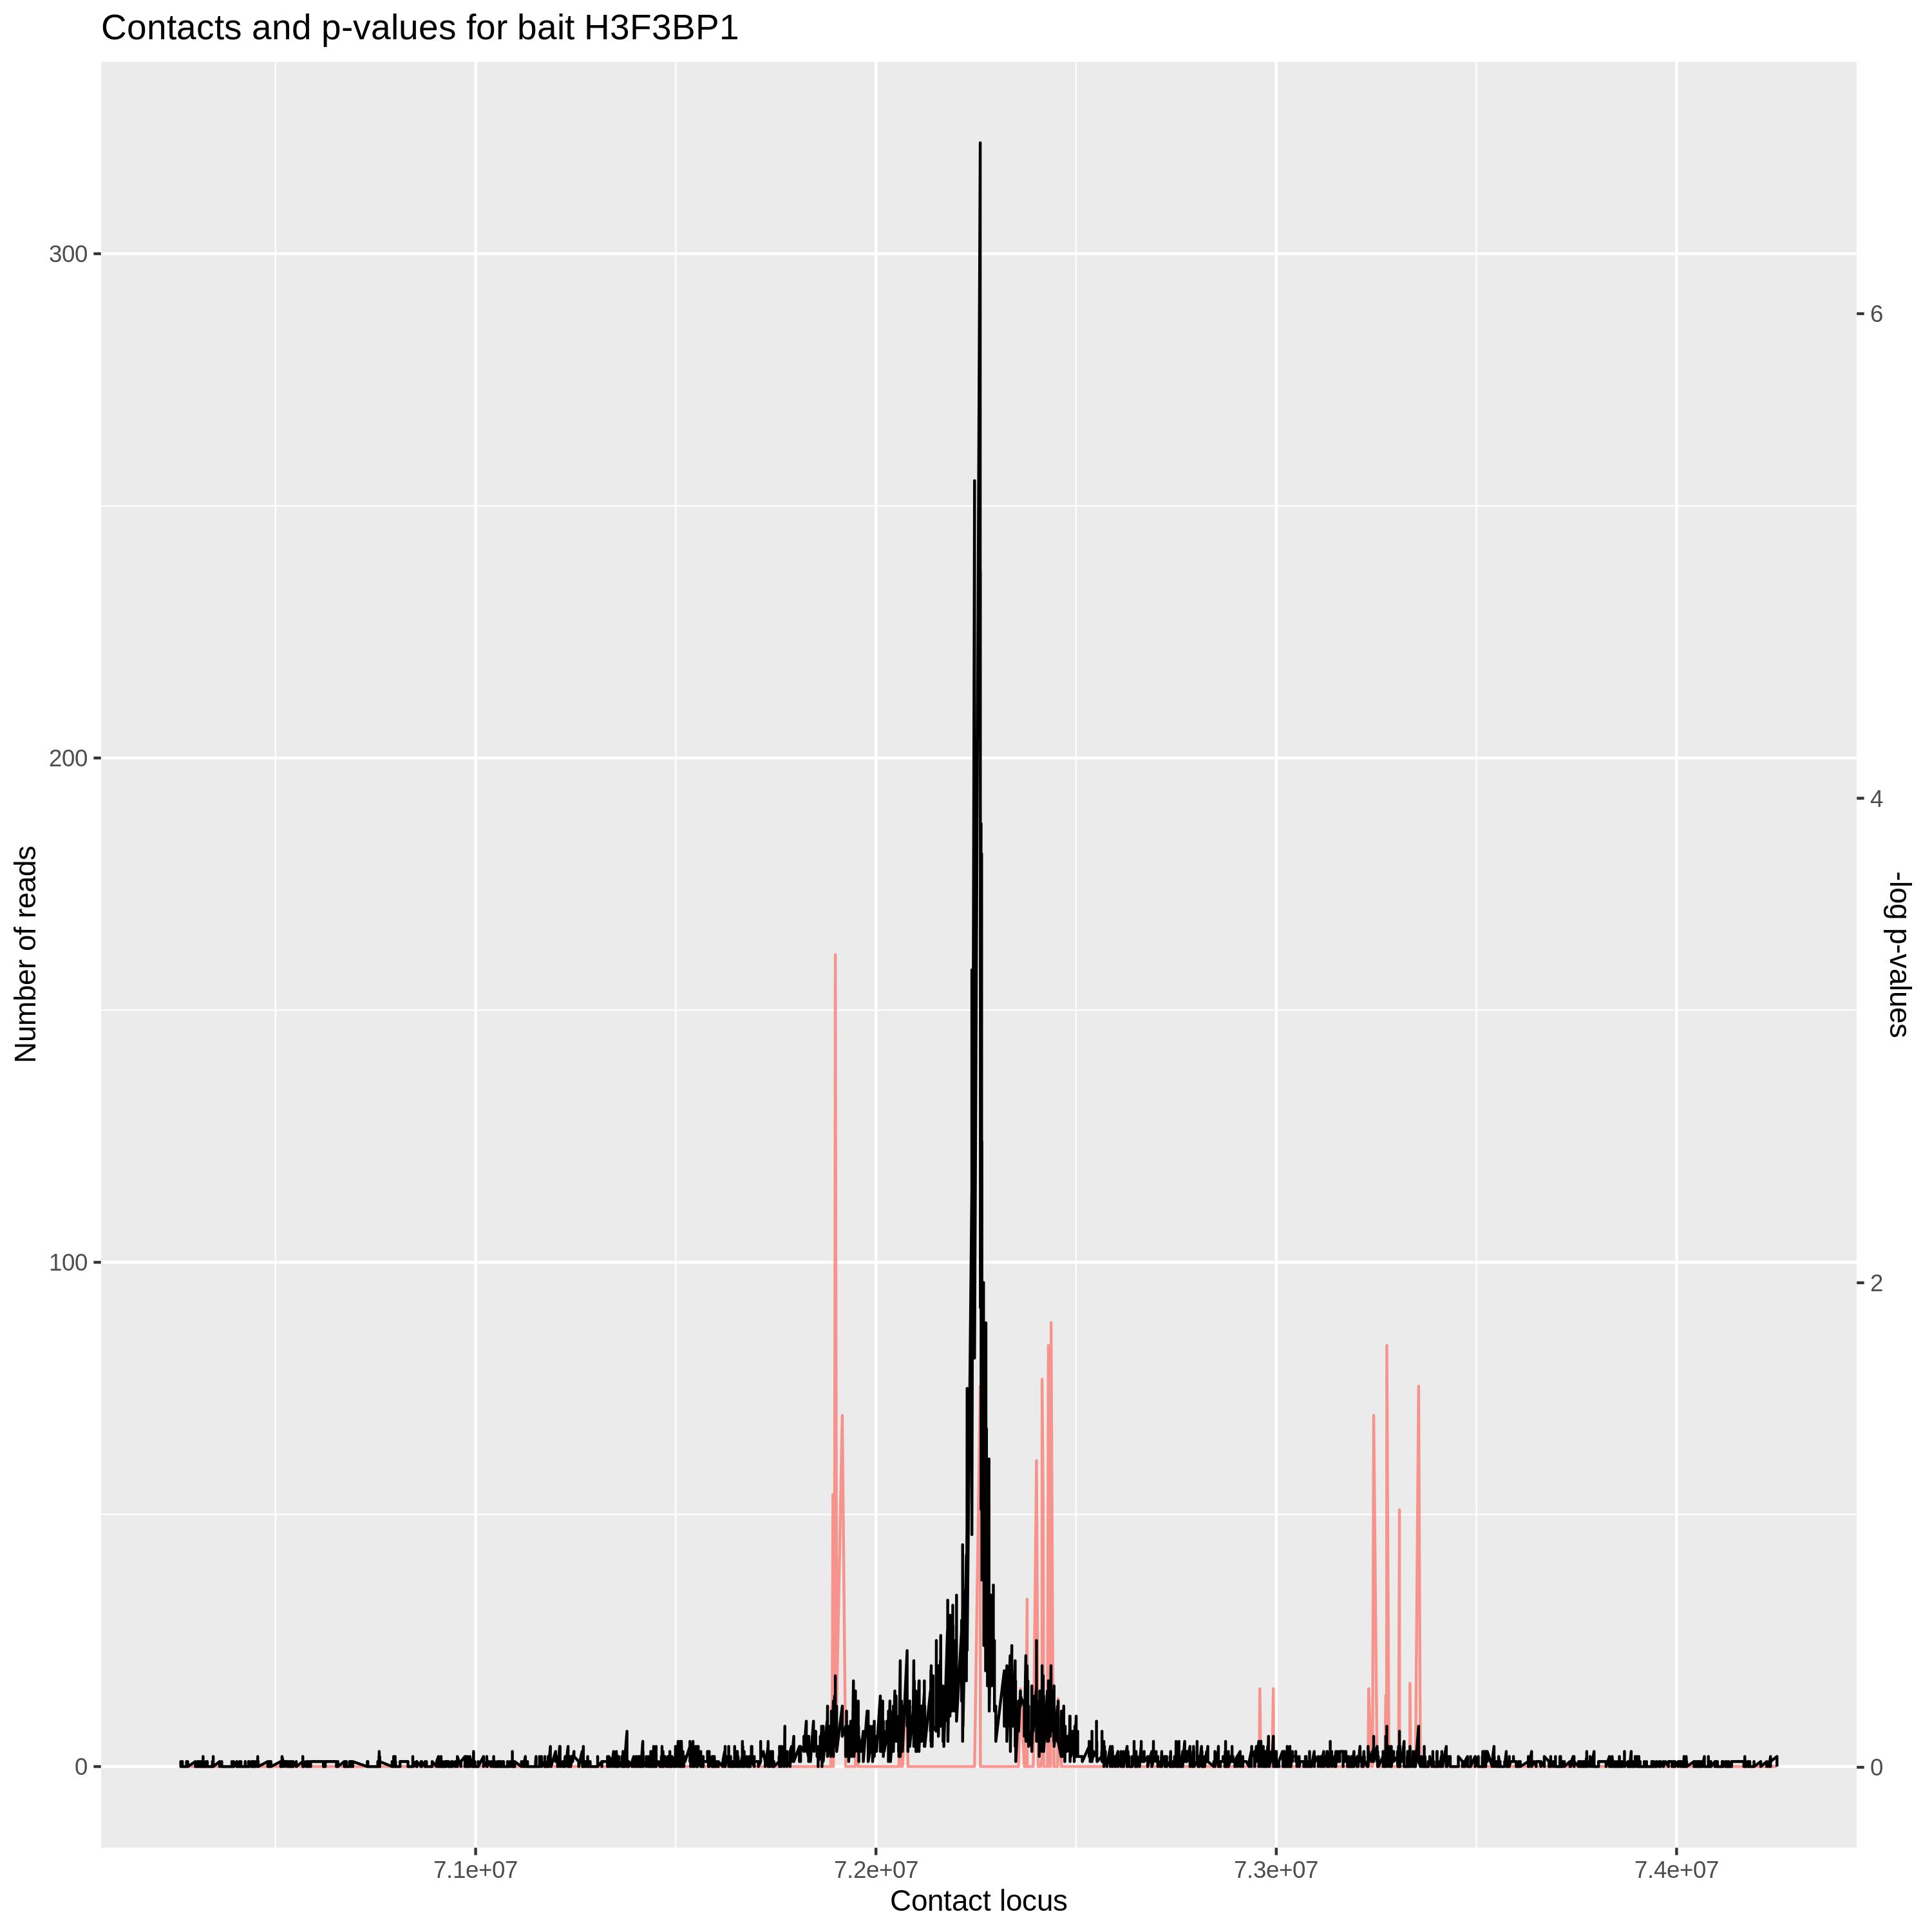 Contacts and p-values for bait H3F3BP1
300
200
100
0
Number of reads
6
4
2
0
-log p-values
7.1e+07
7.2e+07
7.3e+07
7.4e+07
Contact locus